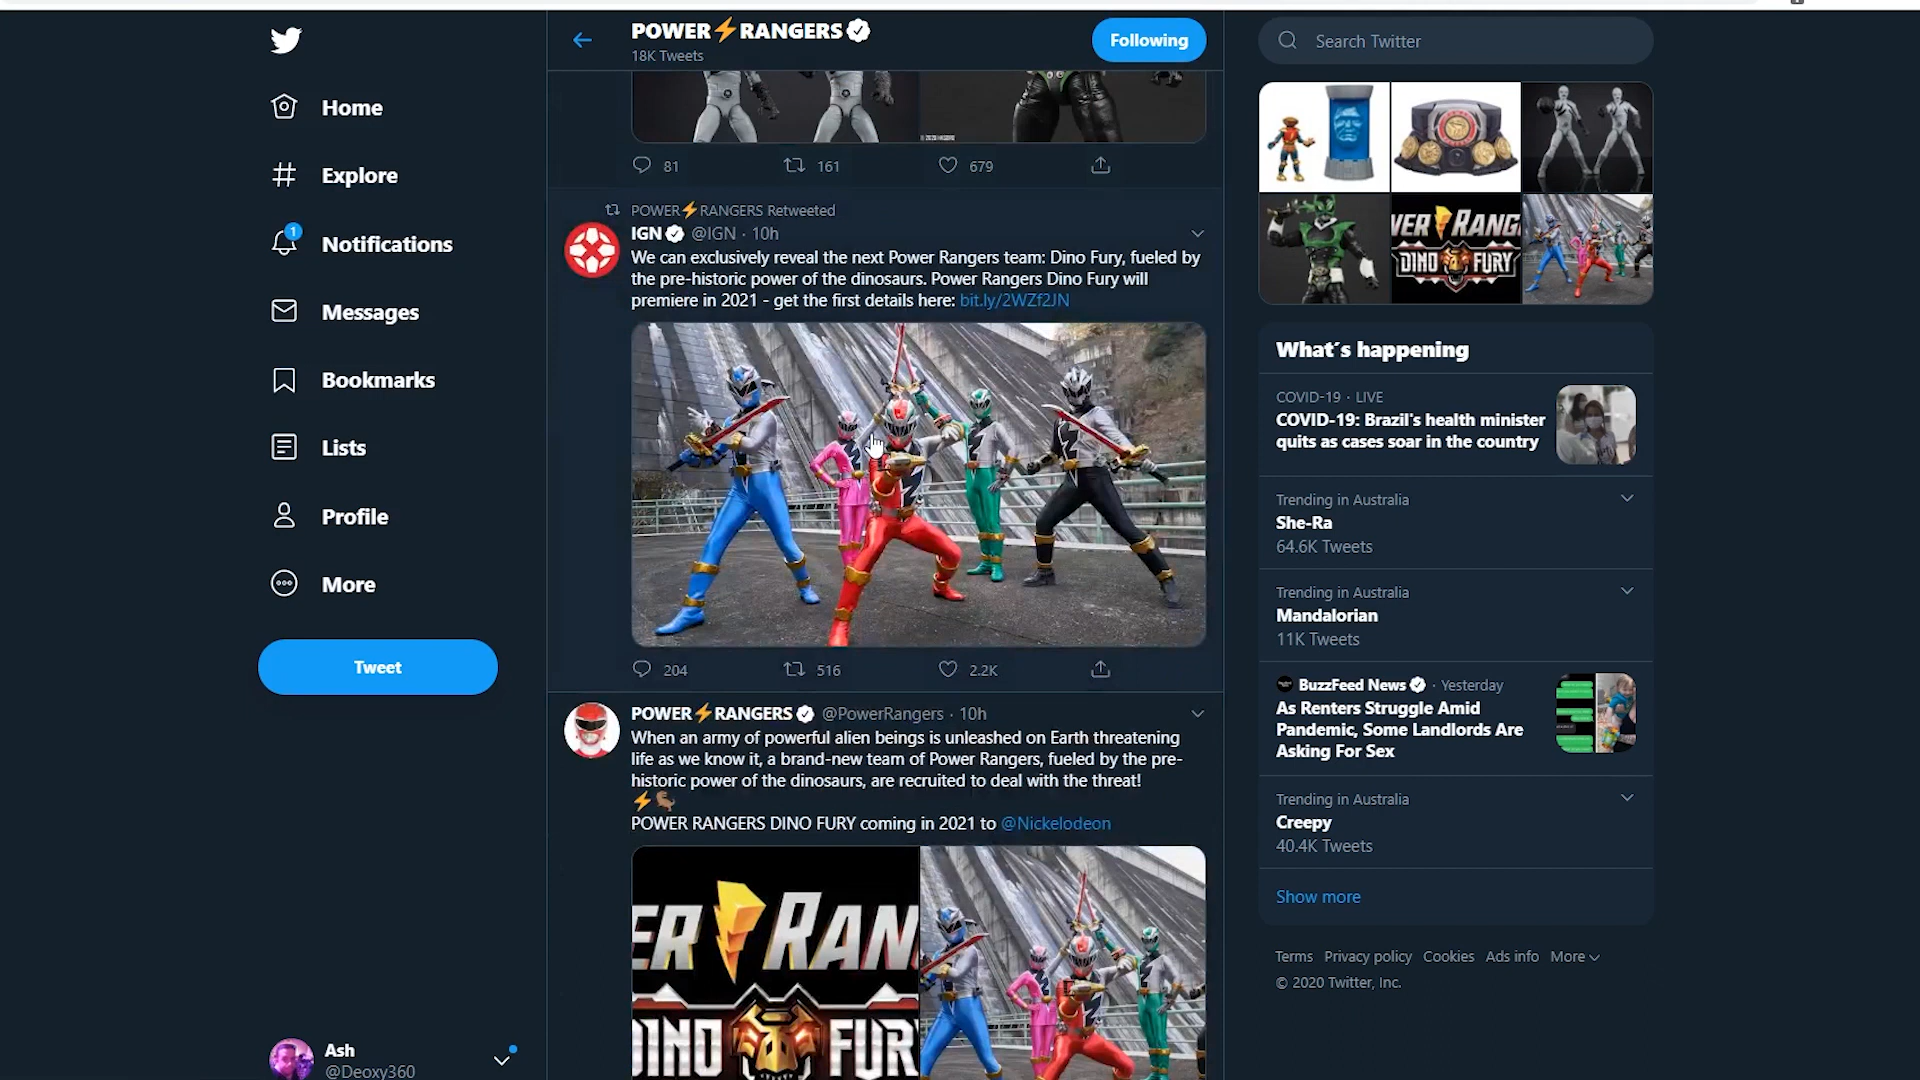 Home
Explore
1
Notifications
Messages
Bookmarks
Lists
Profile
More
Tweet
Ash
@Deoxy360
POWER⚡RANGERS
18K Tweets
Following
81 161 679
POWER⚡RANGERS Retweeted
IGN @IGN · 10h
We can exclusively reveal the next Power Rangers team: Dino Fury, fueled by
the pre-historic power of the dinosaurs. Power Rangers Dino Fury will
premiere in 2021 - get the first details here: bit.ly/2WZf2JN
204 516 2.2K
POWER⚡RANGERS @PowerRangers · 10h
When an army of powerful alien beings is unleashed on Earth threatening
life as we know it, a brand-new team of Power Rangers, fueled by the pre-
historic power of the dinosaurs, are recruited to deal with the threat!
⚡🦖
POWER RANGERS DINO FURY coming in 2021 to @Nickelodeon
ER RAN
DINO FUR
Search Twitter
WER RANG
DINO FURY
What's happening
COVID-19 · LIVE
COVID-19: Brazil's health minister
quits as cases soar in the country
Trending in Australia
She-Ra
64.6K Tweets
Trending in Australia
Mandalorian
11K Tweets
BuzzFeed News · Yesterday
As Renters Struggle Amid
Pandemic, Some Landlords Are
Asking For Sex
Trending in Australia
Creepy
40.4K Tweets
Show more
Terms Privacy policy Cookies Ads info More
© 2020 Twitter, Inc.